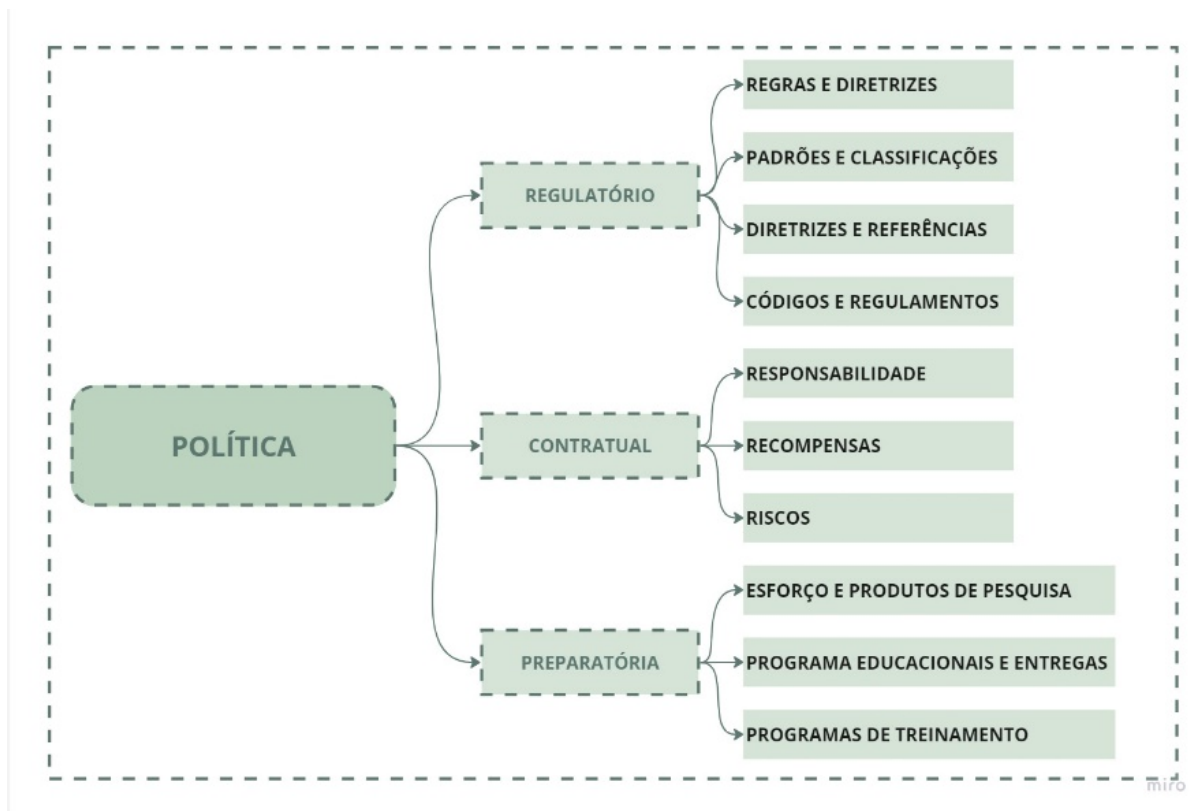 POLÍTICA
REGULATÓRIO
REGRAS E DIRETRIZES
PADRÕES E CLASSIFICAÇÕES
DIRETRIZES E REFERÊNCIAS
CÓDIGOS E REGULAMENTOS
CONTRATUAL
RESPONSABILIDADE
RECOMPENSAS
RISCOS
PREPARATÓRIA
ESFORÇO E PRODUTOS DE PESQUISA
PROGRAMA EDUCACIONAIS E ENTREGAS
PROGRAMAS DE TREINAMENTO
miro